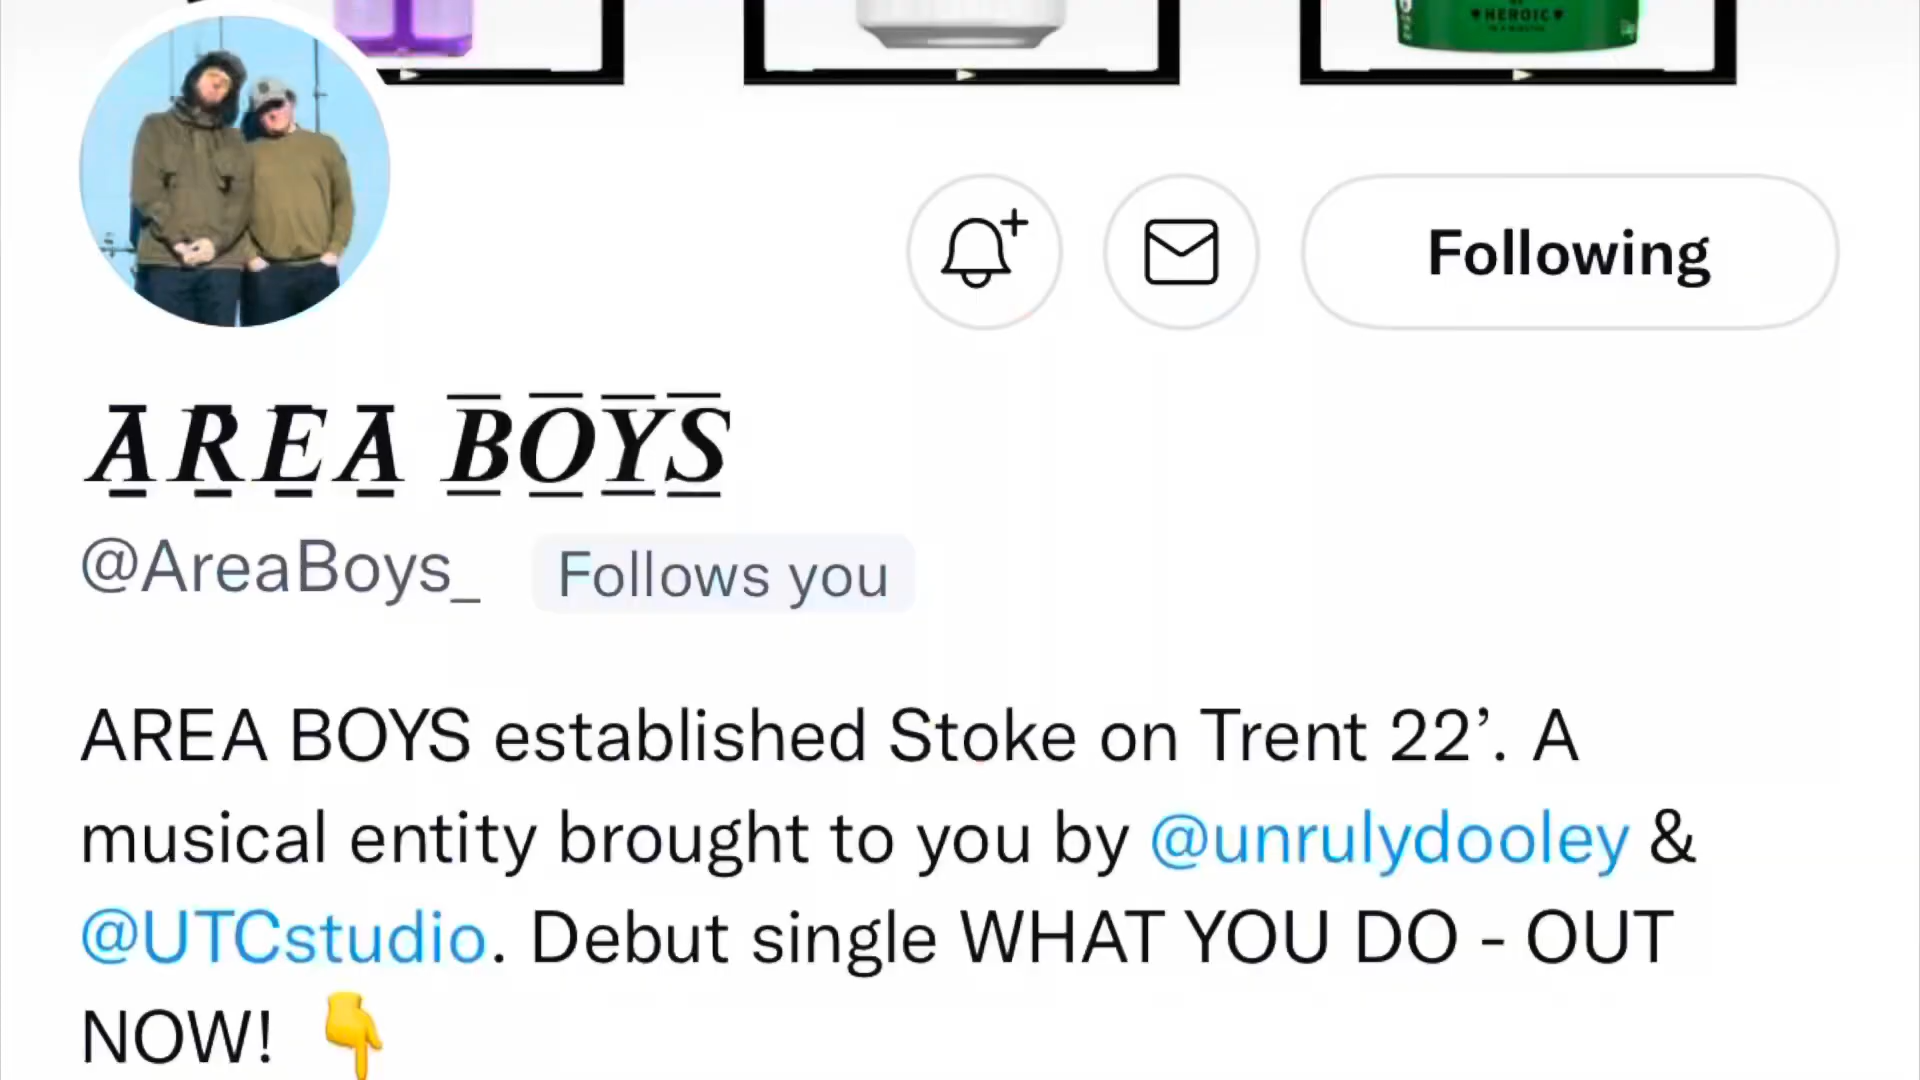 HEROIC
Following
AREA BOYS
@AreaBoys_ Follows you
AREA BOYS established Stoke on Trent 22’. A
musical entity brought to you by @unrulydooley &
@UTCstudio. Debut single WHAT YOU DO - OUT
NOW! 👇